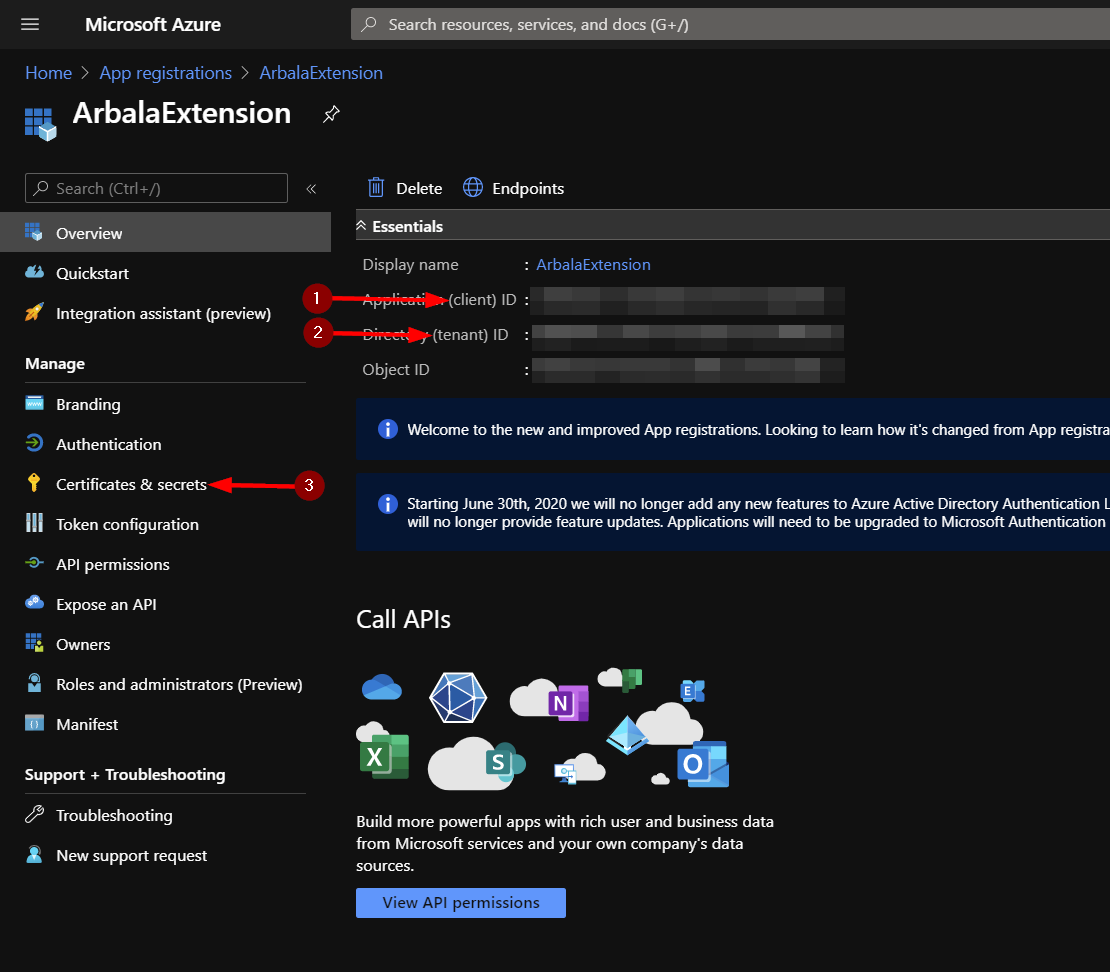 Microsoft Azure
Search resources, services, and docs (G+/)
Home > App registrations > ArbalaExtension
ArbalaExtension
Search (Ctrl+/)
«
Overview
Quickstart
Integration assistant (preview)
Manage
Branding
Authentication
Certificates & secrets
3
Token configuration
API permissions
Expose an API
Owners
Roles and administrators (Preview)
Manifest
Support + Troubleshooting
Troubleshooting
New support request
Delete
Endpoints
Essentials
Display name : ArbalaExtension
1
Application (client) ID :
2
Directory (tenant) ID :
Object ID :
Welcome to the new and improved App registrations. Looking to learn how it's changed from App registra
Starting June 30th, 2020 we will no longer add any new features to Azure Active Directory Authentication L
will no longer provide feature updates. Applications will need to be upgraded to Microsoft Authentication
Call APIs
N
E
X
S
O
Build more powerful apps with rich user and business data
from Microsoft services and your own company's data
sources.
View API permissions